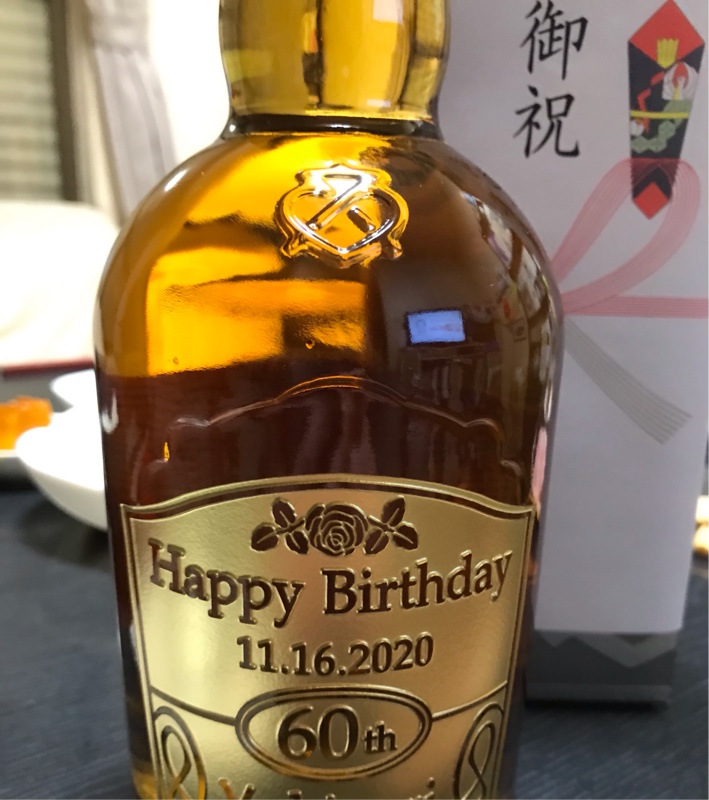 御祝
Happy Birthday
11.16.2020
60th